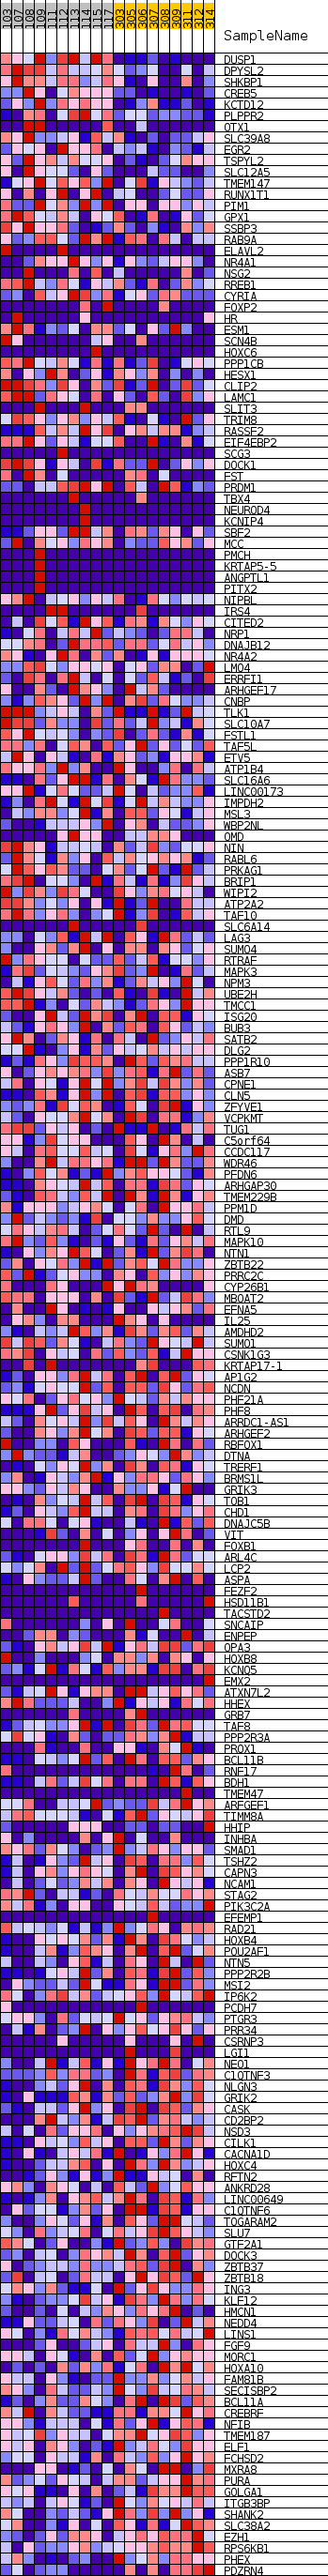 103 107 108 109 111 112 113 114 115 117 303 305 306 307 308 309 311 312 314
SampleName
DUSP1
DPYSL2
SHKBP1
CREB5
KCTD12
PLPPR2
OTX1
SLC39A8
EGR2
TSPYL2
SLC12A5
TMEM147
RUNX1T1
PIM1
GPX1
SSBP3
RAB9A
ELAVL2
NR4A1
NSG2
RREB1
CYRIA
FOXP2
HR
ESM1
SCN4B
HOXC6
PPP1CB
HESX1
CLIP2
LAMC1
SLIT3
TRIM8
RASSF2
EIF4EBP2
SCG3
DOCK1
FST
PRDM1
TBX4
NEUROD4
KCNIP4
SBF2
MCC
PMCH
KRTAP5-5
ANGPTL1
PITX2
NIPBL
IRS4
CITED2
NRP1
DNAJB12
NR4A2
LMO4
ERRFI1
ARHGEF17
CNBP
TLK1
SLC10A7
FSTL1
TAF5L
ETV5
ATP1B4
SLC16A6
LINC00173
IMPDH2
MSL3
WBP2NL
OMD
NIN
RABL6
PRKAG1
BRIP1
WIPI2
ATP2A2
TAF10
SLC6A14
LAG3
SUMO4
RTRAF
MAPK3
NPM3
UBE2H
TMCC1
ISG20
BUB3
SATB2
DLG2
PPP1R10
ASB7
CPNE1
CLN5
ZFYVE1
VCPKMT
TUG1
C5orf64
CCDC117
WDR46
PFDN6
ARHGAP30
TMEM229B
PPM1D
DMD
RTL9
MAPK10
NTN1
ZBTB22
PRRC2C
CYP26B1
MBOAT2
EFNA5
IL25
AMDHD2
SUMO1
CSNK1G3
KRTAP17-1
AP1G2
NCDN
PHF21A
PHF8
ARRDC1-AS1
ARHGEF2
RBFOX1
DTNA
TRERF1
BRMS1L
GRIK3
TOB1
CHD1
DNAJC5B
VIT
FOXB1
ARL4C
LCP2
ASPA
FEZF2
HSD11B1
TACSTD2
SNCAIP
ENPEP
OPA3
HOXB8
KCNQ5
EMX2
ATXN7L2
HHEX
GRB7
TAF8
PPP2R3A
PROX1
BCL11B
RNF17
BDH1
TMEM47
ARFGEF1
TIMM8A
HHIP
INHBA
SMAD1
TSHZ2
CAPN3
NCAM1
STAG2
PIK3C2A
EFEMP1
RAD21
HOXB4
POU2AF1
NTN5
PPP2R2B
MSI2
IP6K2
PCDH7
PTGR3
PRR34
CSRNP3
LGI1
NEO1
C1QTNF3
NLGN3
GRIK2
CASK
CD2BP2
NSD3
CILK1
CACNA1D
HOXC4
RFTN2
ANKRD28
LINC00649
C1QTNF6
TOGARAM2
SLU7
GTF2A1
DOCK3
ZBTB37
ZBTB18
ING3
KLF12
HMCN1
NEDD4
LINS1
FGF9
MORC1
HOXA10
FAM81B
SECISBP2
BCL11A
CREBRF
NFIB
TMEM187
ELF1
FCHSD2
MXRA8
PURA
GOLGA1
ITGB3BP
SHANK2
SLC38A2
EZH1
RPS6KB1
PHEX
PDZRN4